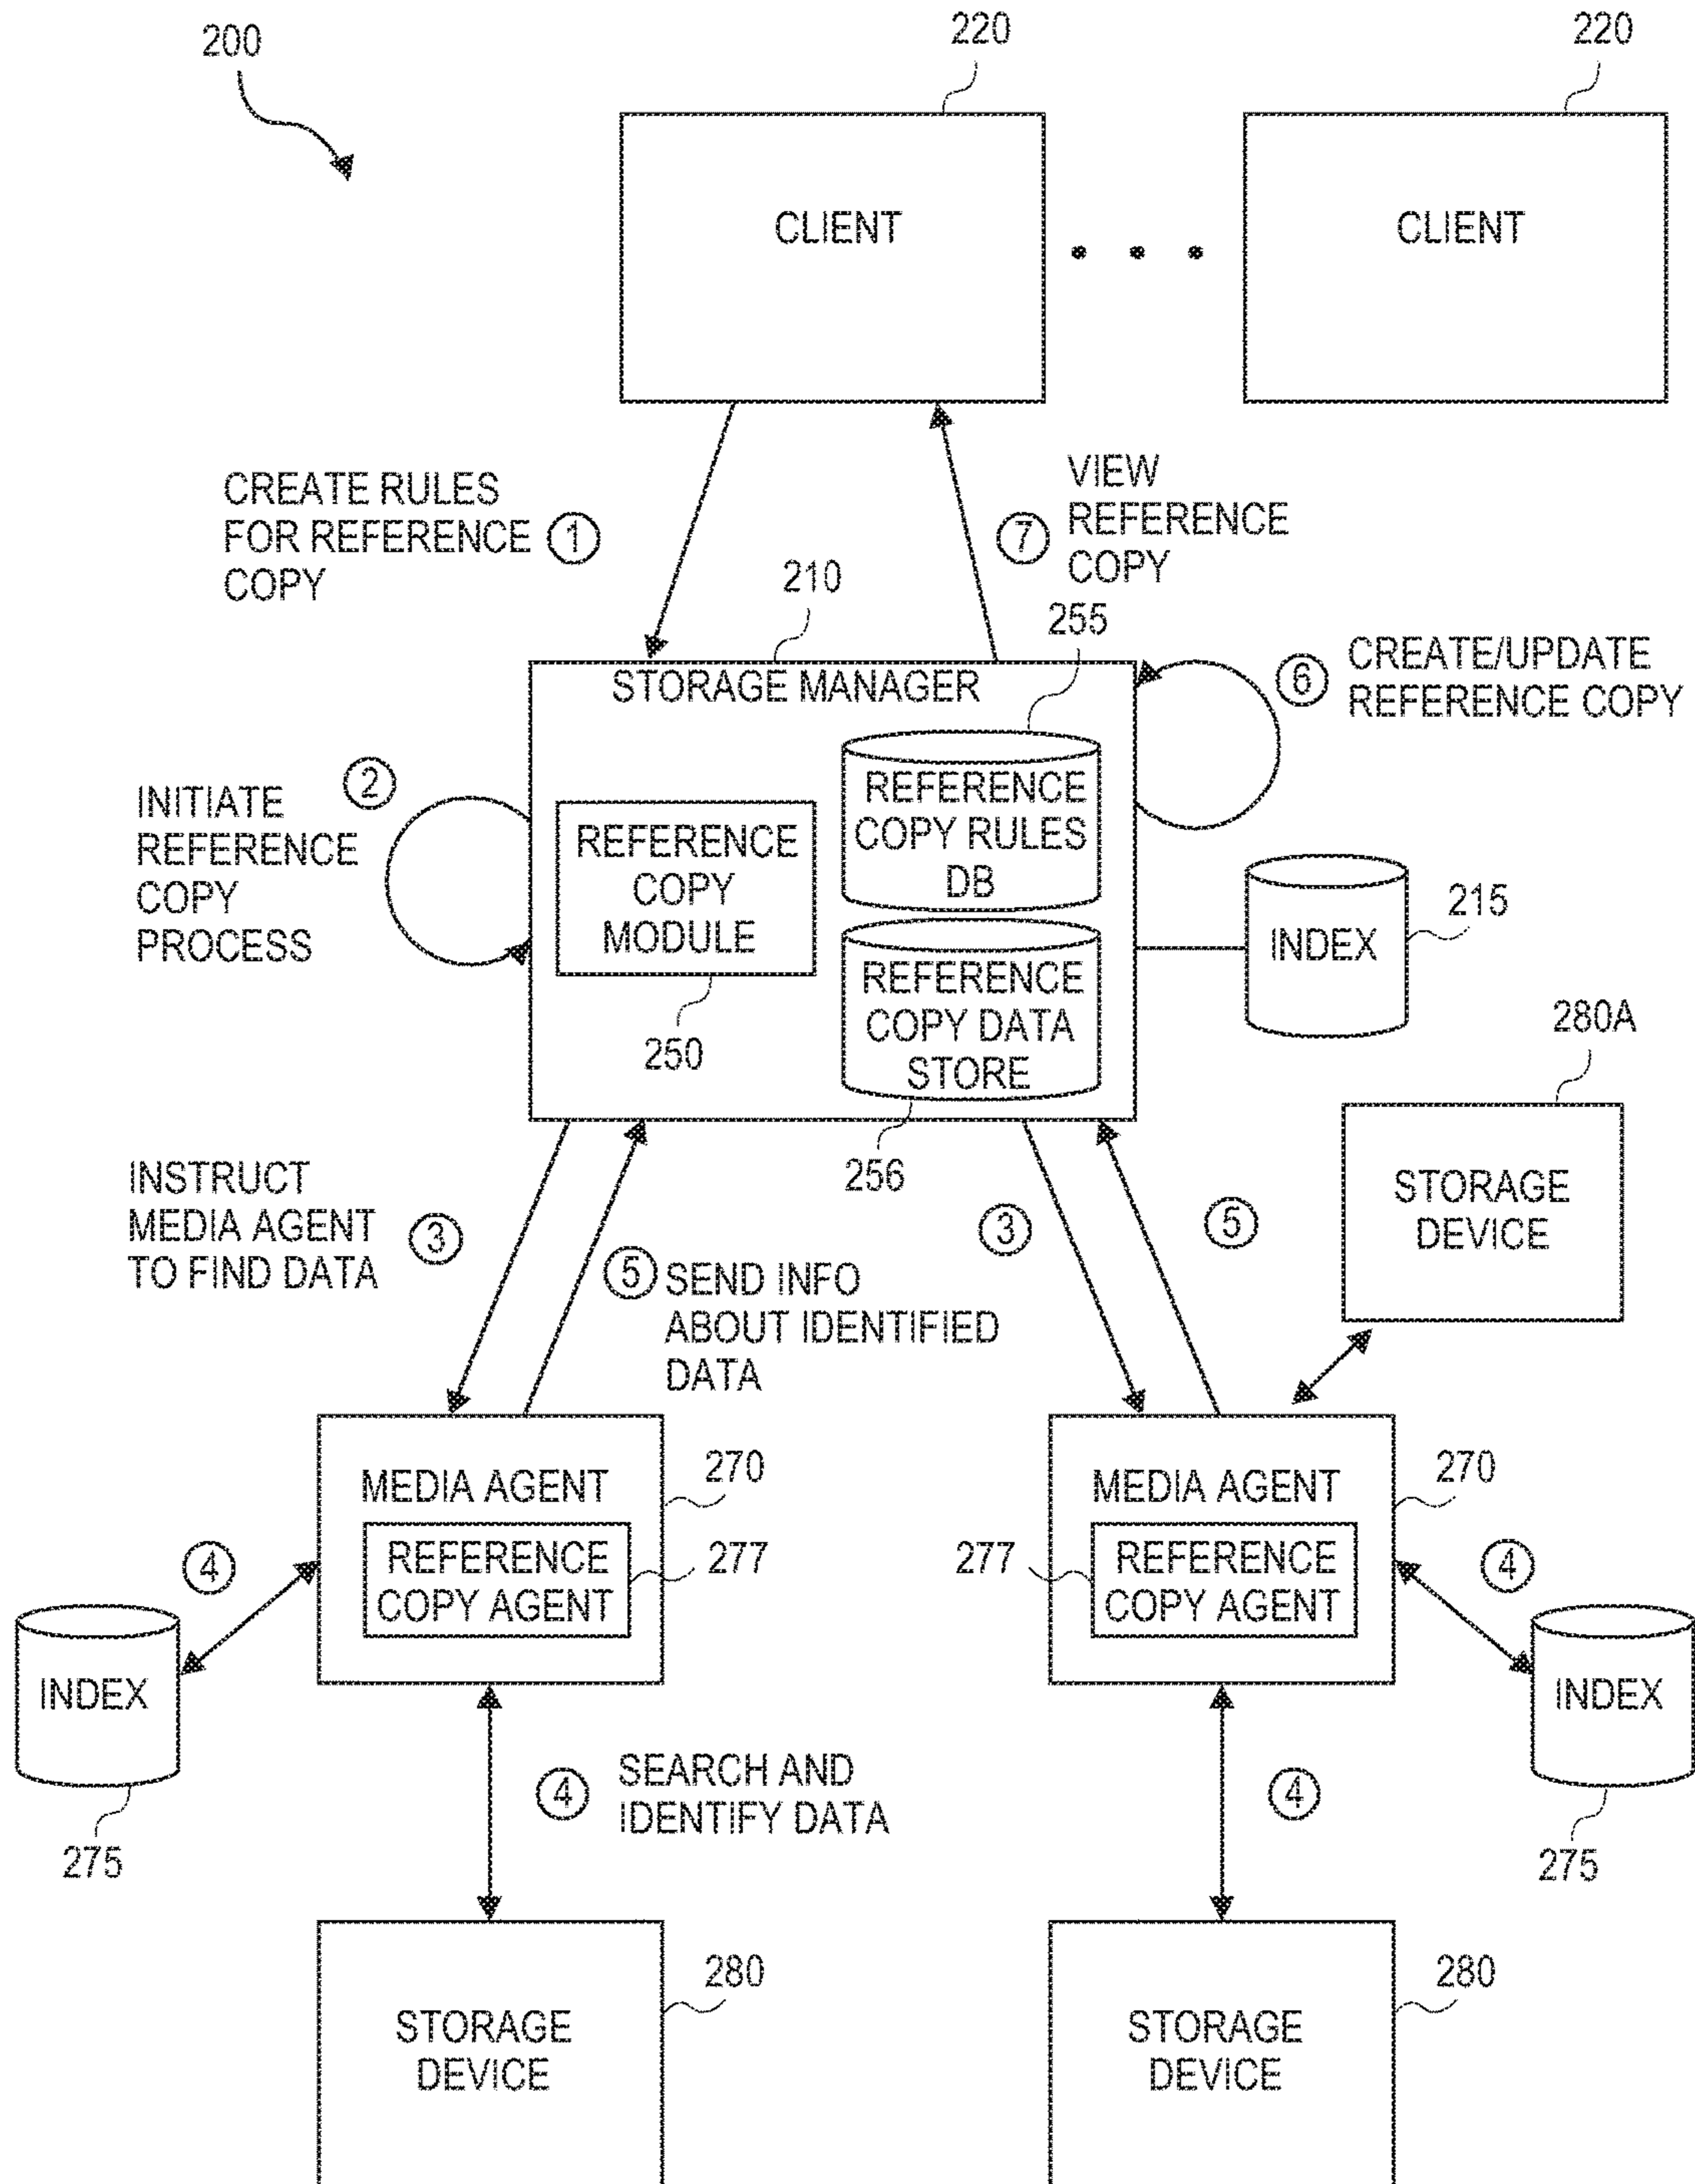 200
220
220
CLIENT
CLIENT
CREATE RULES
FOR REFERENCE
COPY
1
7
VIEW
REFERENCE
COPY
210
255
STORAGE MANAGER
6
CREATE/UPDATE
REFERENCE COPY
2
INITIATE
REFERENCE
COPY
PROCESS
REFERENCE
COPY
MODULE
250
REFERENCE
COPY RULES
DB
REFERENCE
COPY DATA
STORE
256
INDEX
215
280A
STORAGE
DEVICE
INSTRUCT
MEDIA AGENT
TO FIND DATA
3
5
SEND INFO
ABOUT IDENTIFIED
DATA
3
5
MEDIA AGENT
270
REFERENCE
COPY AGENT
277
MEDIA AGENT
270
277
REFERENCE
COPY AGENT
4
INDEX
275
4
INDEX
275
4
SEARCH AND
IDENTIFY DATA
4
280
STORAGE
DEVICE
280
STORAGE
DEVICE